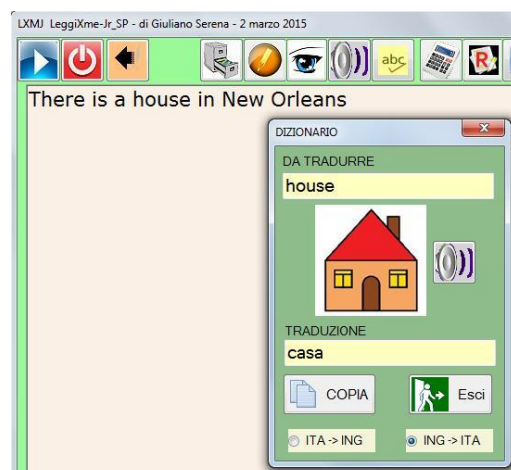 LXMJ LeggiXme-Jr_SP - di Giuliano Serena - 2 marzo 2015
abc
R
There is a house in New Orleans
DIZIONARIO
DA TRADURRE
house
TRADUZIONE
casa
COPIA
Esci
ITA -> ING
ING -> ITA